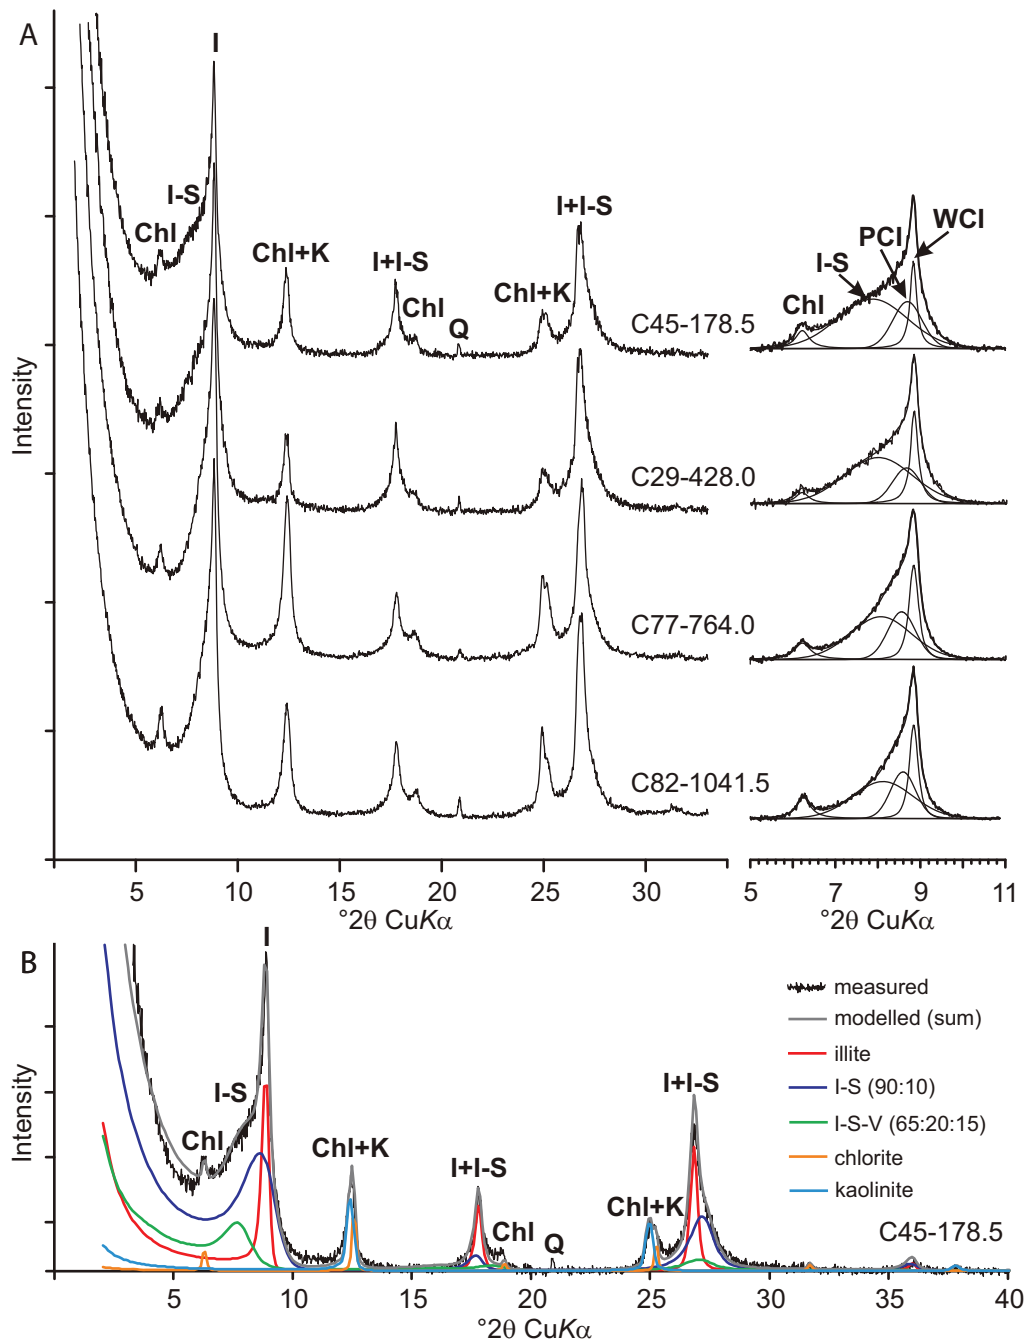 A
I
I-S
Chl
Chl+K
I+I-S
Chl
Q
Chl+K
I+I-S
C45-178.5
C29-428.0
C77-764.0
C82-1041.5
Intensity
5 10 15 20 25 30
°2θ CuKα
WCI
PCI
I-S
Chl
5 7 9 11
°2θ CuKα
B
I
I-S
Chl
Chl+K
I+I-S
Chl
Q
Chl+K
I+I-S
measured
modelled (sum)
illite
I-S (90:10)
I-S-V (65:20:15)
chlorite
kaolinite
C45-178.5
Intensity
5 10 15 20 25 30 35 40
°2θ CuKα